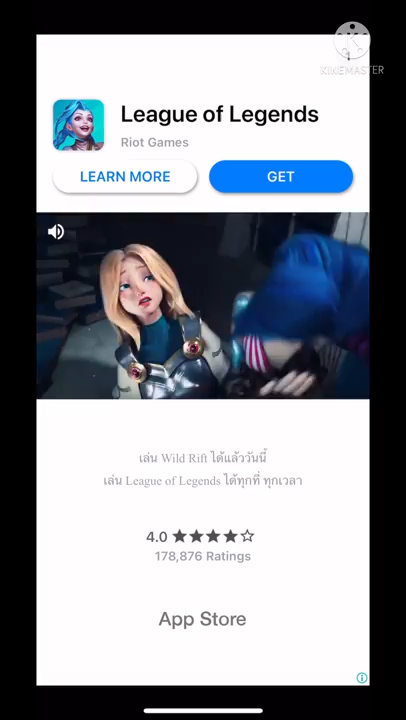 KINEMASTER
League of Legends
Riot Games
LEARN MORE
GET
เล่น Wild Rift ได้แล้ววันนี้
เล่น League of Legends ได้ทุกที่ ทุกเวลา
4.0
178,876 Ratings
App Store